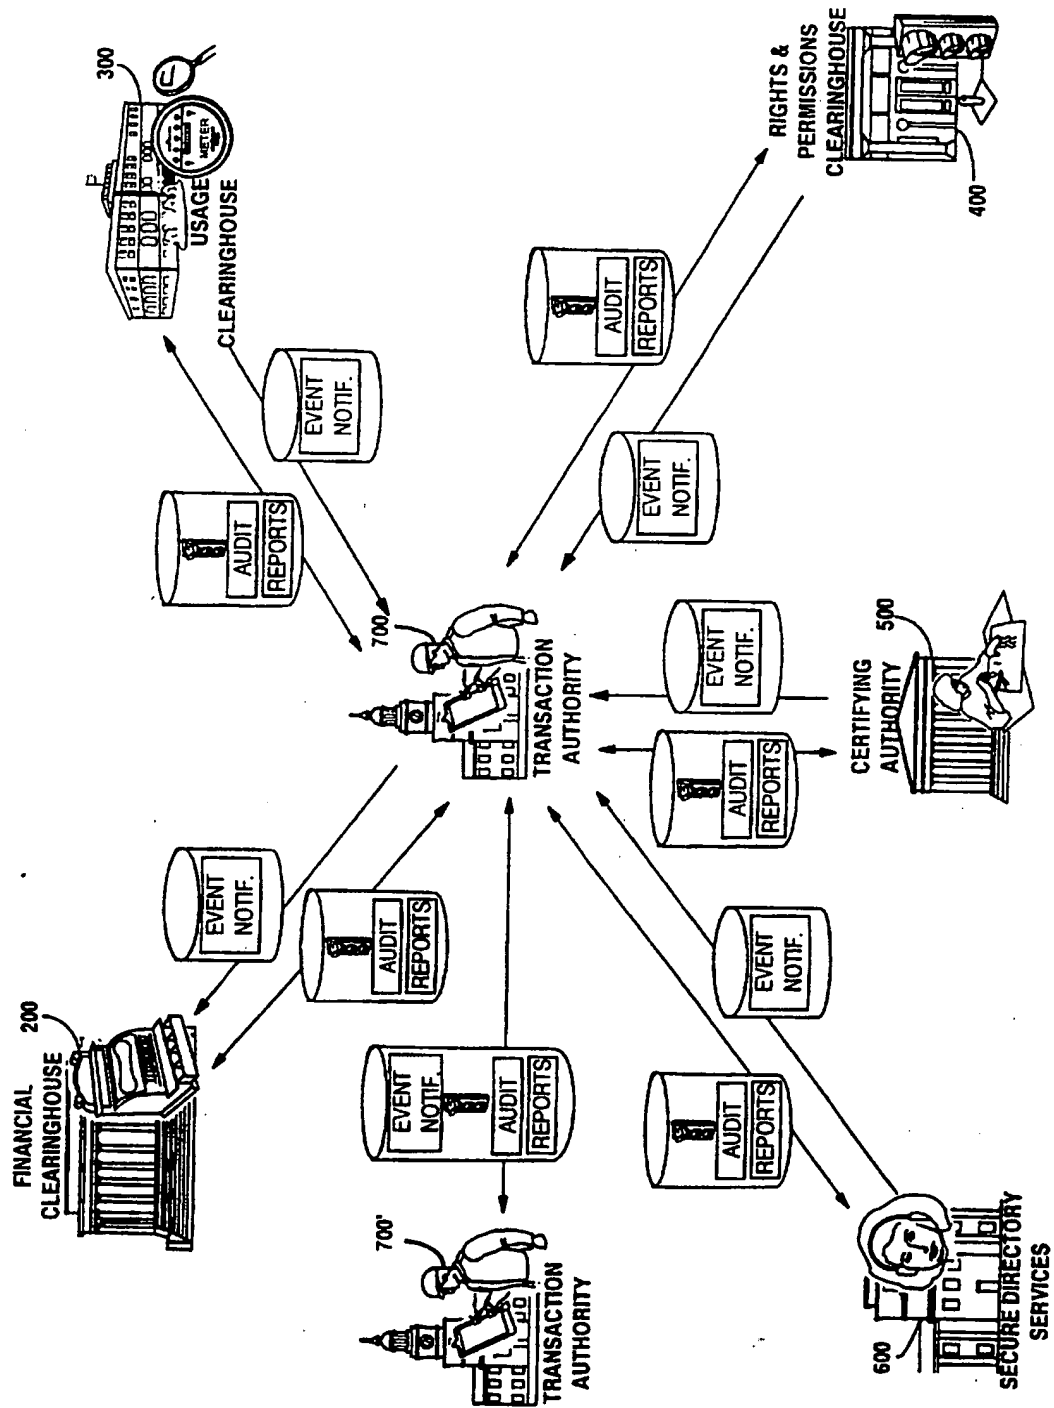 FINANCIAL
CLEARINGHOUSE
200
EVENT
NOTIF.
AUDIT
REPORTS
AUDIT
REPORTS
EVENT
NOTIF.
USAGE
CLEARINGHOUSE
METER
300
700'
TRANSACTION
AUTHORITY
EVENT
NOTIF.
AUDIT
REPORTS
700
TRANSACTION
AUTHORITY
AUDIT
REPORTS
EVENT
NOTIF.
RIGHTS &
PERMISSIONS
CLEARINGHOUSE
400
600
SECURE DIRECTORY
SERVICES
AUDIT
REPORTS
EVENT
NOTIF.
AUDIT
REPORTS
EVENT
NOTIF.
CERTIFYING
AUTHORITY
500